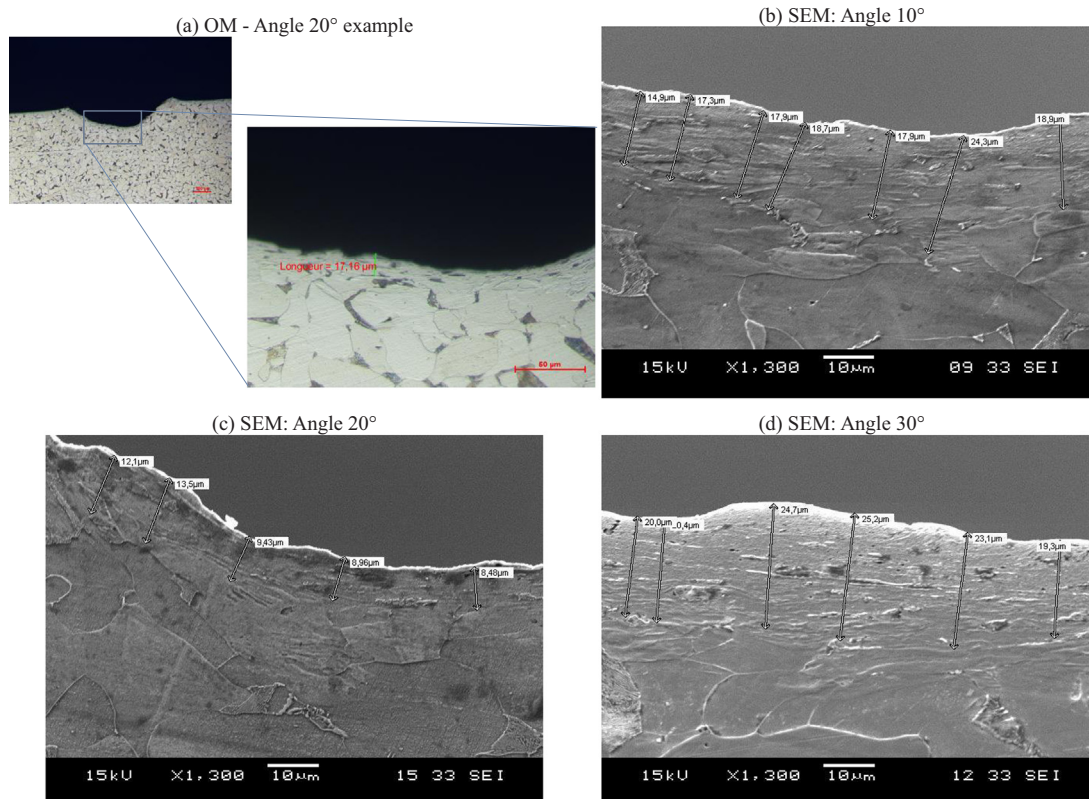 (a) OM - Angle 20° example
Longueur = 17,16 µm
(b) SEM: Angle 10°
14,9µm
17,3µm
17,9µm
18,7µm
17,9µm
24,3µm
18,9µm
15kV X1,300 10µm 09 33 SEI
(c) SEM: Angle 20°
12,1µm
13,5µm
9,43µm
8,96µm
8,48µm
15kV X1,300 10µm 15 33 SEI
(d) SEM: Angle 30°
20,0µm
0,4µm
24,7µm
25,2µm
23,1µm
19,3µm
15kV X1,300 10µm 12 33 SEI